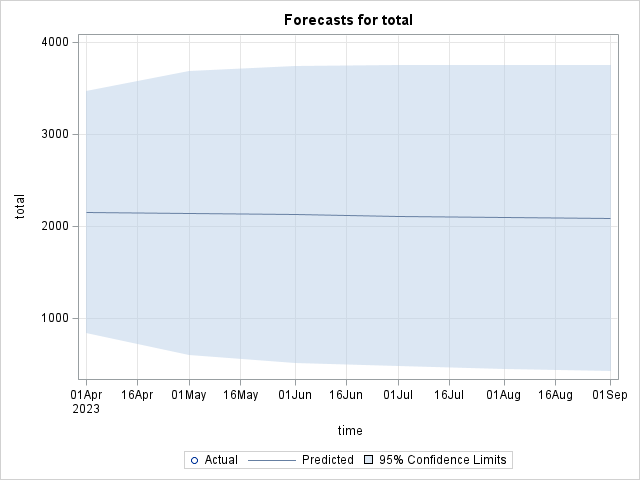 Forecasts for total
4000
3000
2000
1000
total
01Apr 16Apr 01May 16May 01Jun 16Jun 01Jul 16Jul 01Aug 16Aug 01Sep
2023
time
Actual Predicted 95% Confidence Limits